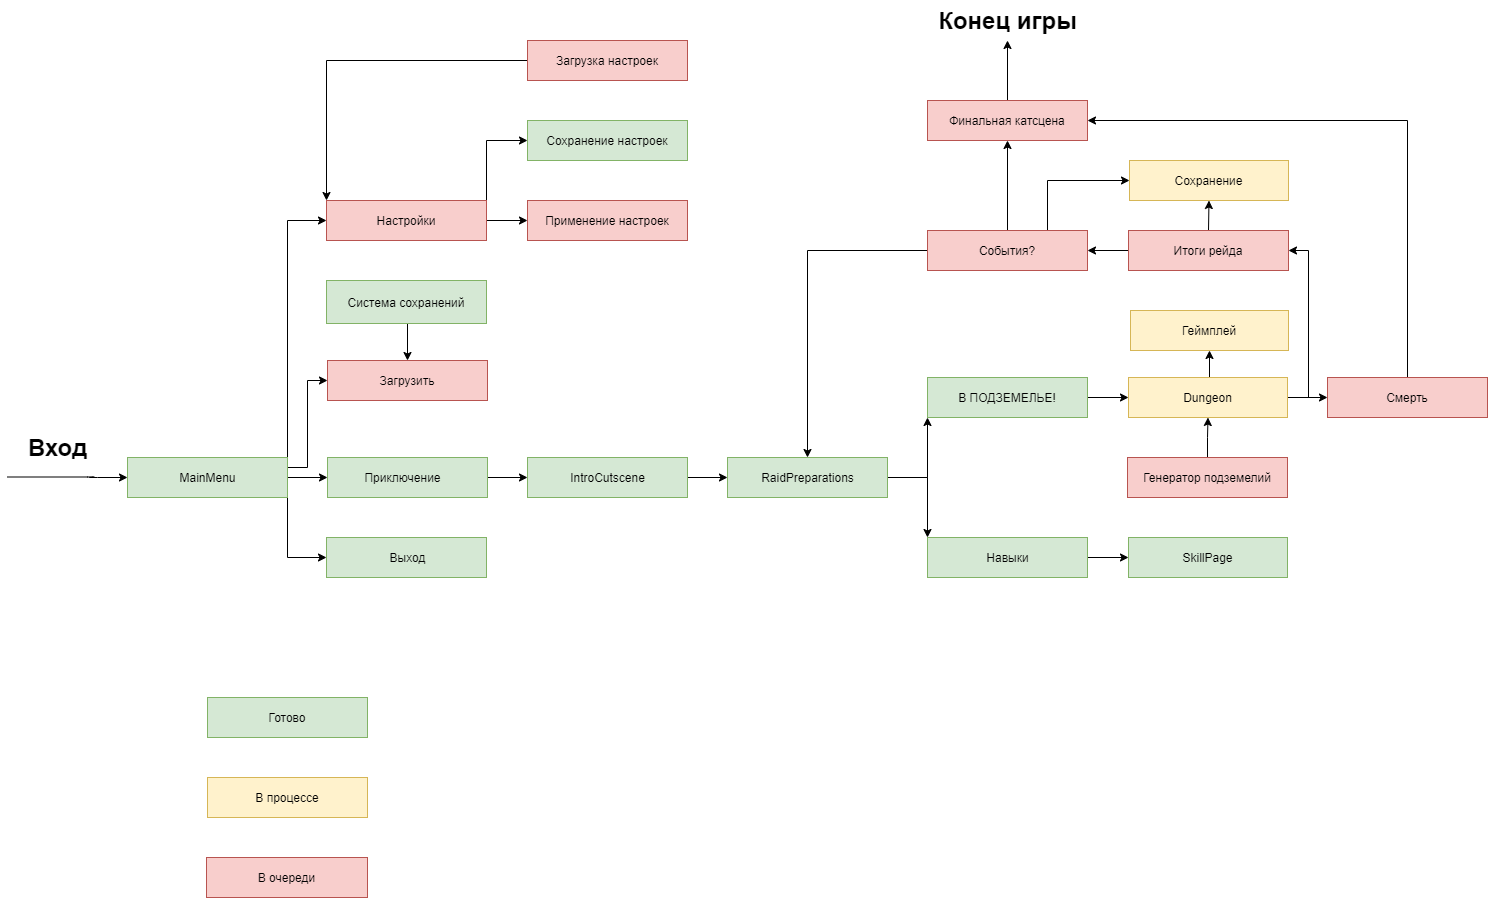 Конец игры
Загрузка настроек
Финальная катсцена
Сохранение настроек
Сохранение
Настройки
Применение настроек
События?
Итоги рейда
Система сохранений
Геймплей
Загрузить
В ПОДЗЕМЕЛЬЕ!
Dungeon
Смерть
Вход
MainMenu
Приключение
IntroCutscene
RaidPreparations
Генератор подземелий
Выход
Навыки
SkillPage
Готово
В процессе
В очереди